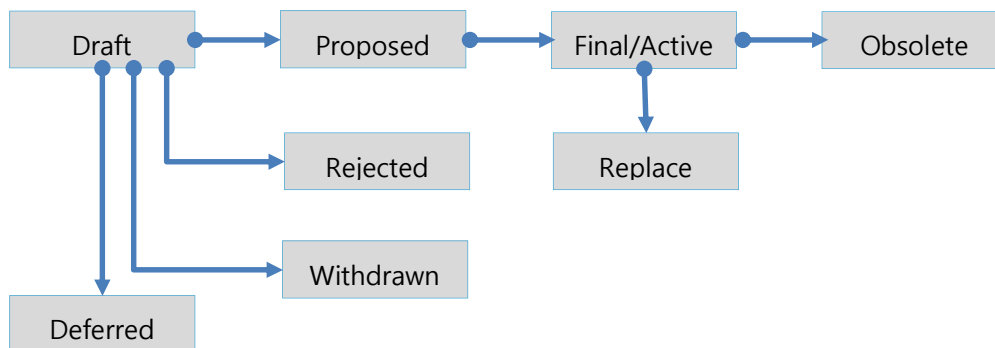 Draft
Proposed
Final/Active
Obsolete
Rejected
Replace
Withdrawn
Deferred